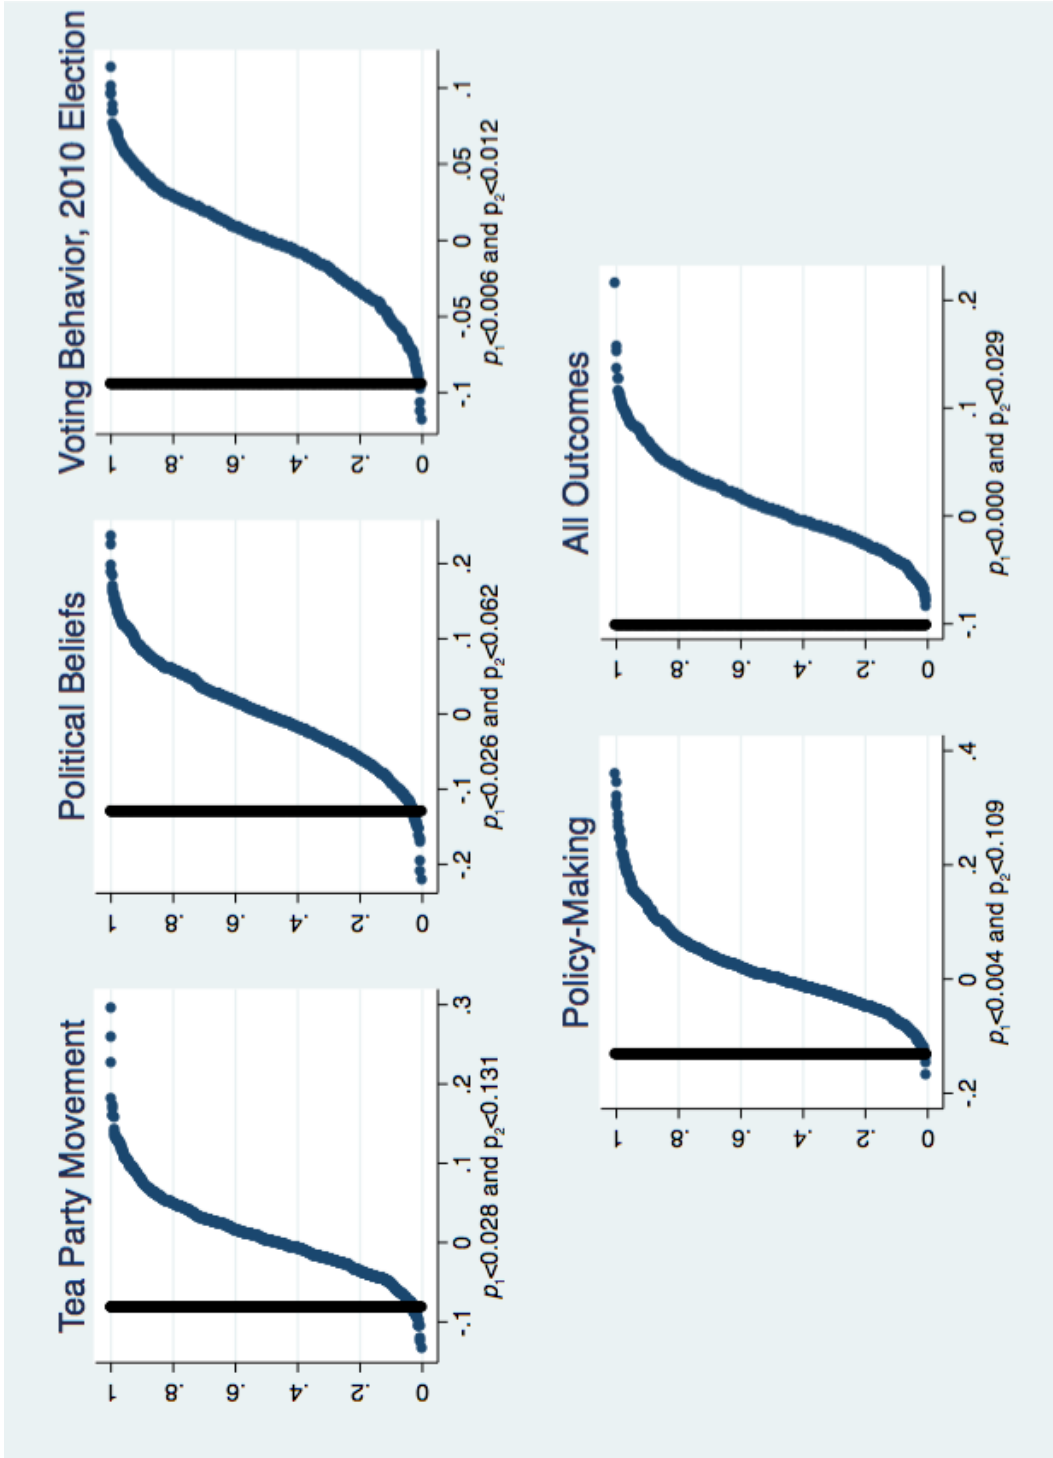 Tea Party Movement
1
.8
.6
.4
.2
0
-.1 0 .1 .2 .3
p1<0.028 and p2<0.131
Political Beliefs
1
.8
.6
.4
.2
0
-.2 -.1 0 .1 .2
p1<0.026 and p2<0.062
Voting Behavior, 2010 Election
1
.8
.6
.4
.2
0
-.1 -.05 0 .05 .1
p1<0.006 and p2<0.012
Policy-Making
1
.8
.6
.4
.2
0
-.2 0 .2 .4
p1<0.004 and p2<0.109
All Outcomes
1
.8
.6
.4
.2
0
-.1 0 .1 .2
p1<0.000 and p2<0.029